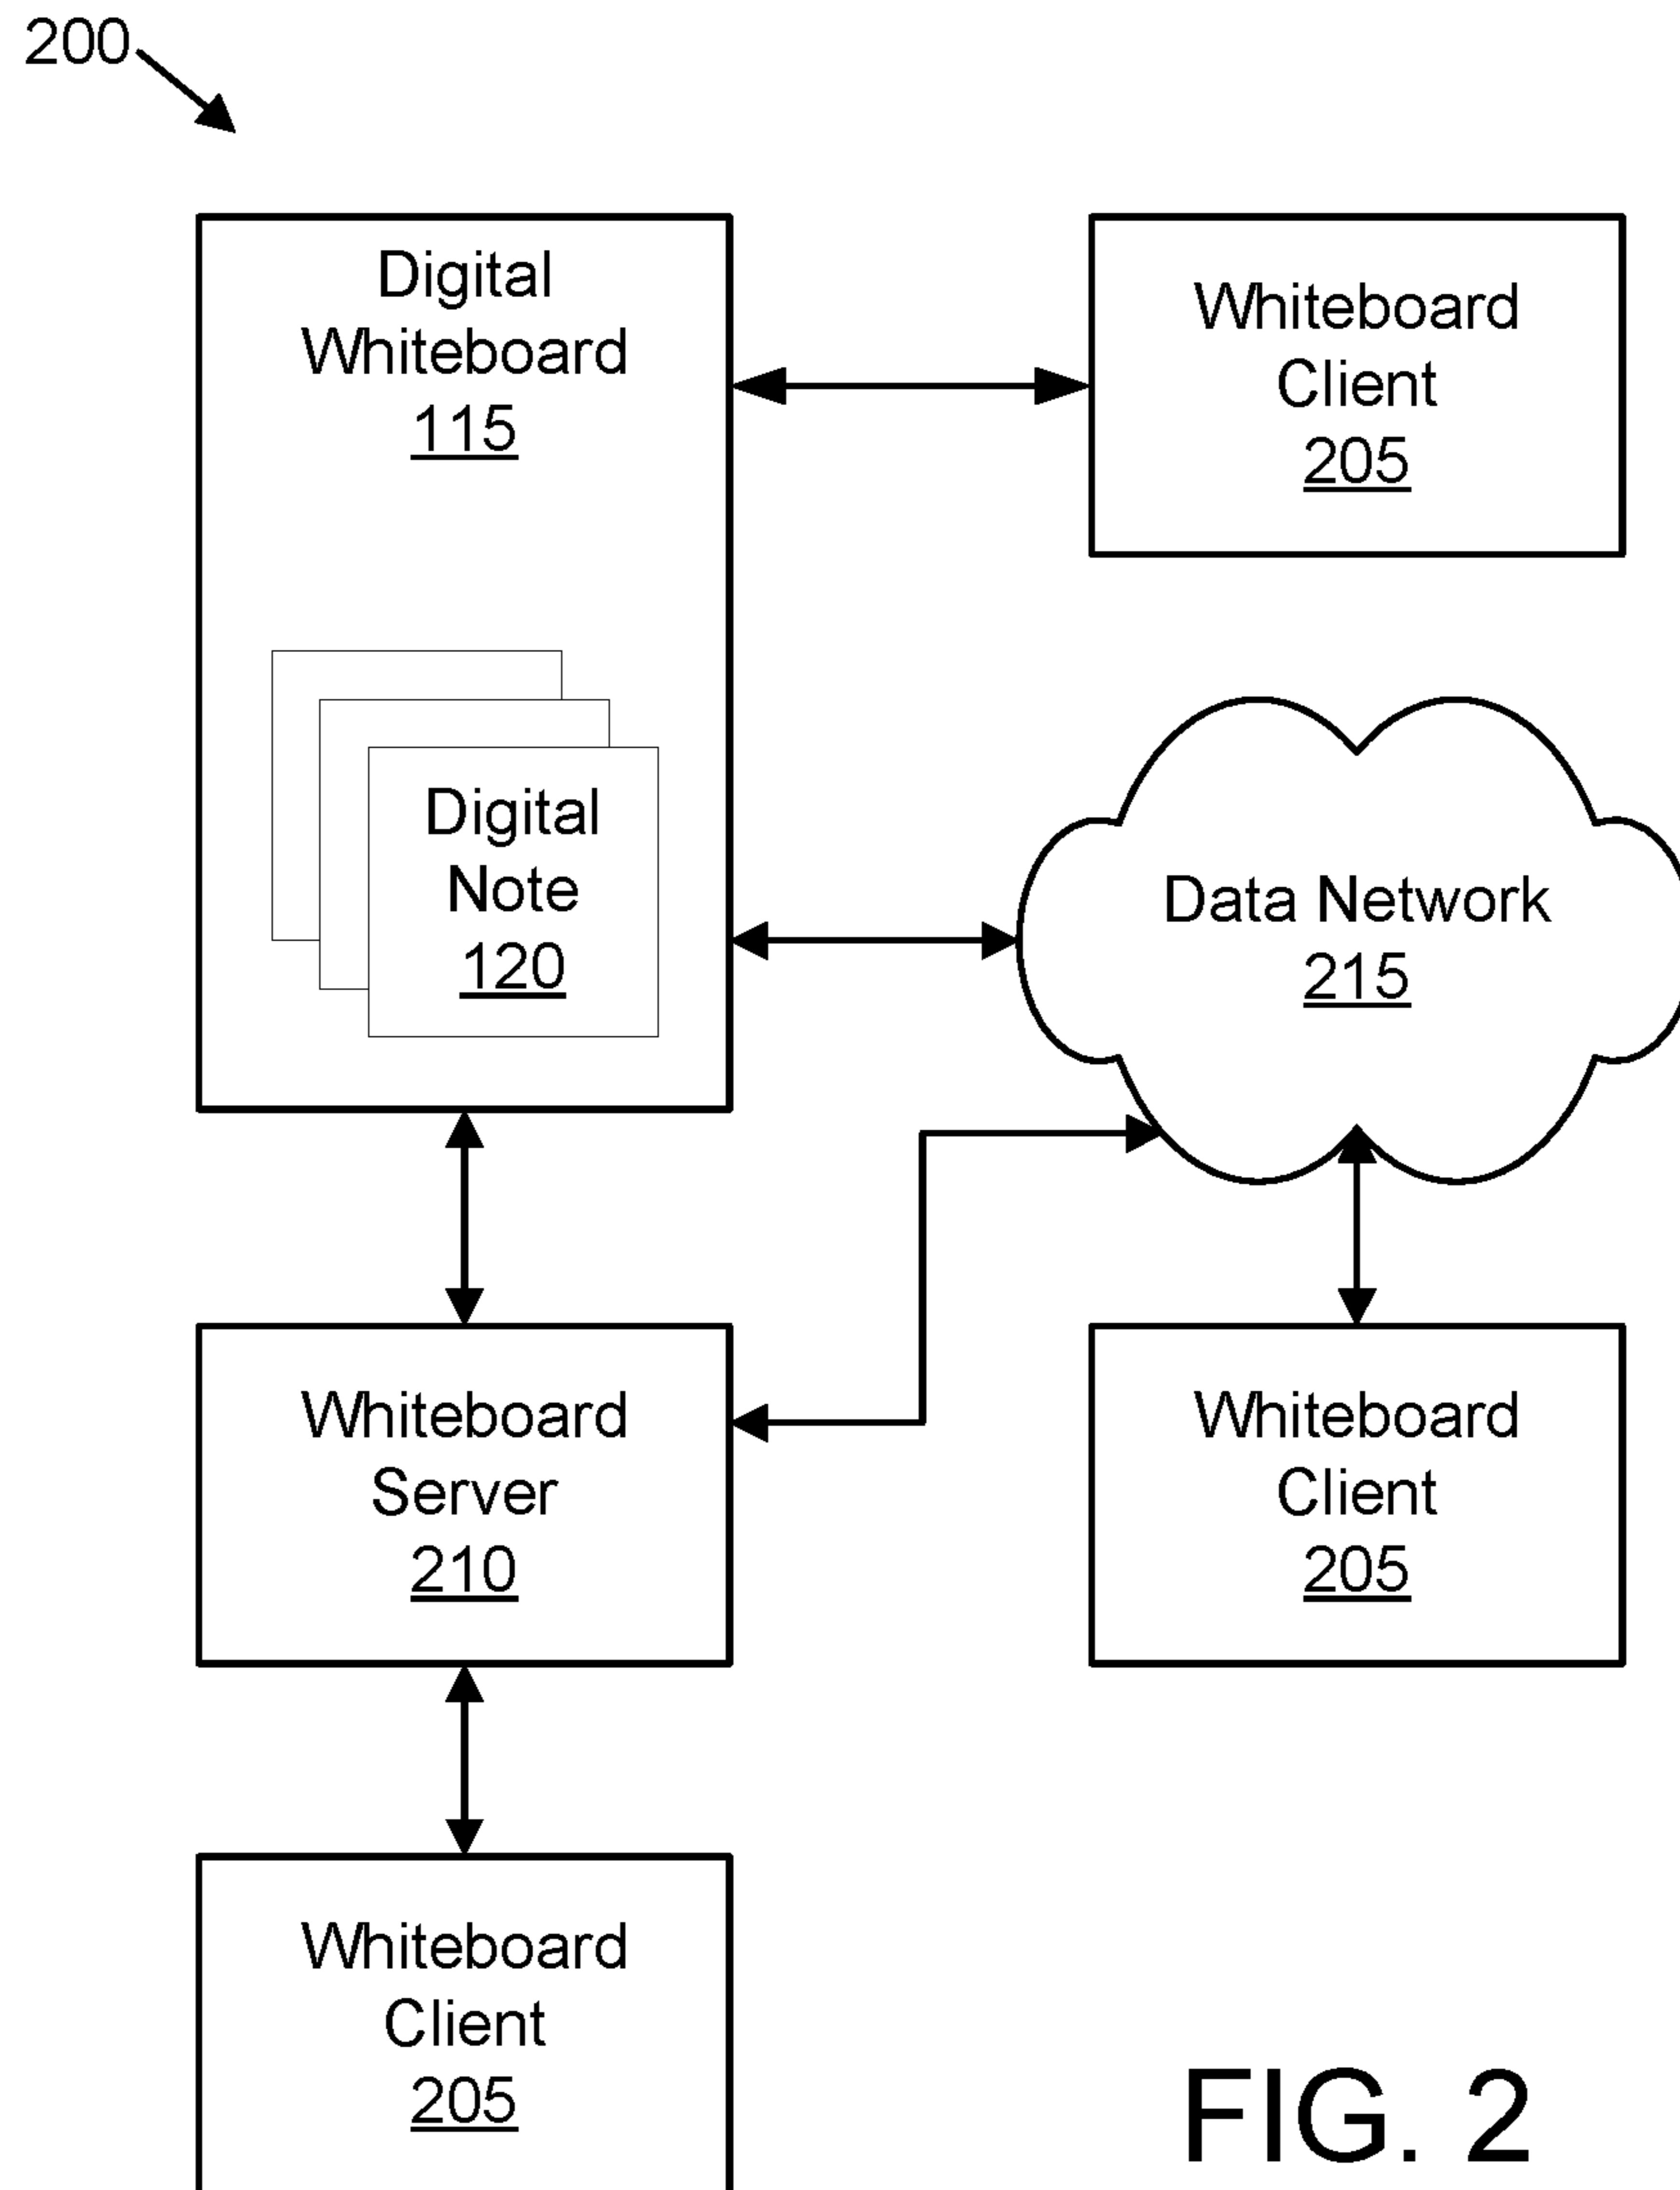 200
Digital
Whiteboard
115
Whiteboard
Client
205
Digital
Note
120
Data Network
215
Whiteboard
Server
210
Whiteboard
Client
205
Whiteboard
Client
205
FIG. 2